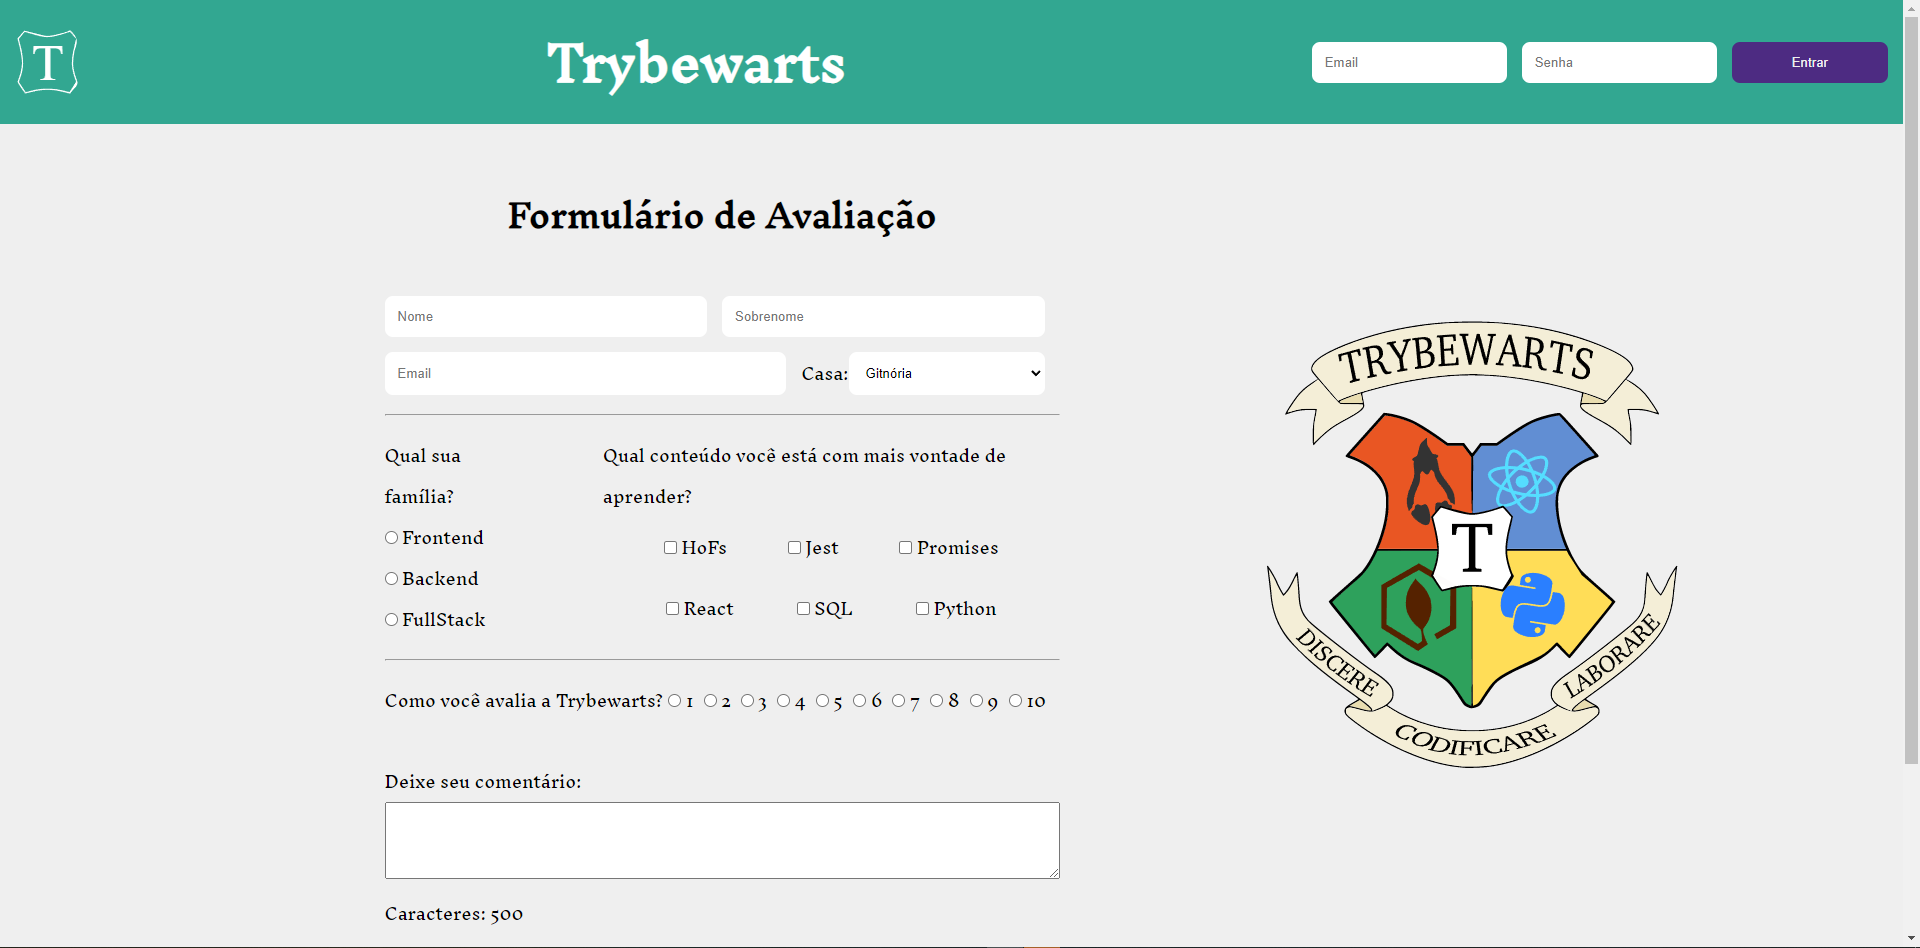 T
Trybewarts
Email
Senha
Entrar
Formulário de Avaliação
Nome
Sobrenome
Email
Casa:
Gitnória
Qual sua
família?
Frontend
Backend
FullStack
Qual conteúdo você está com mais vontade de
aprender?
HoFs
Jest
Promises
React
SQL
Python
Como você avalia a Trybewarts? 1 2 3 4 5 6 7 8 9 10
Deixe seu comentário:
Caracteres: 500
TRYBEWARTS
T
DISCERE
CODIFICARE
LABORARE